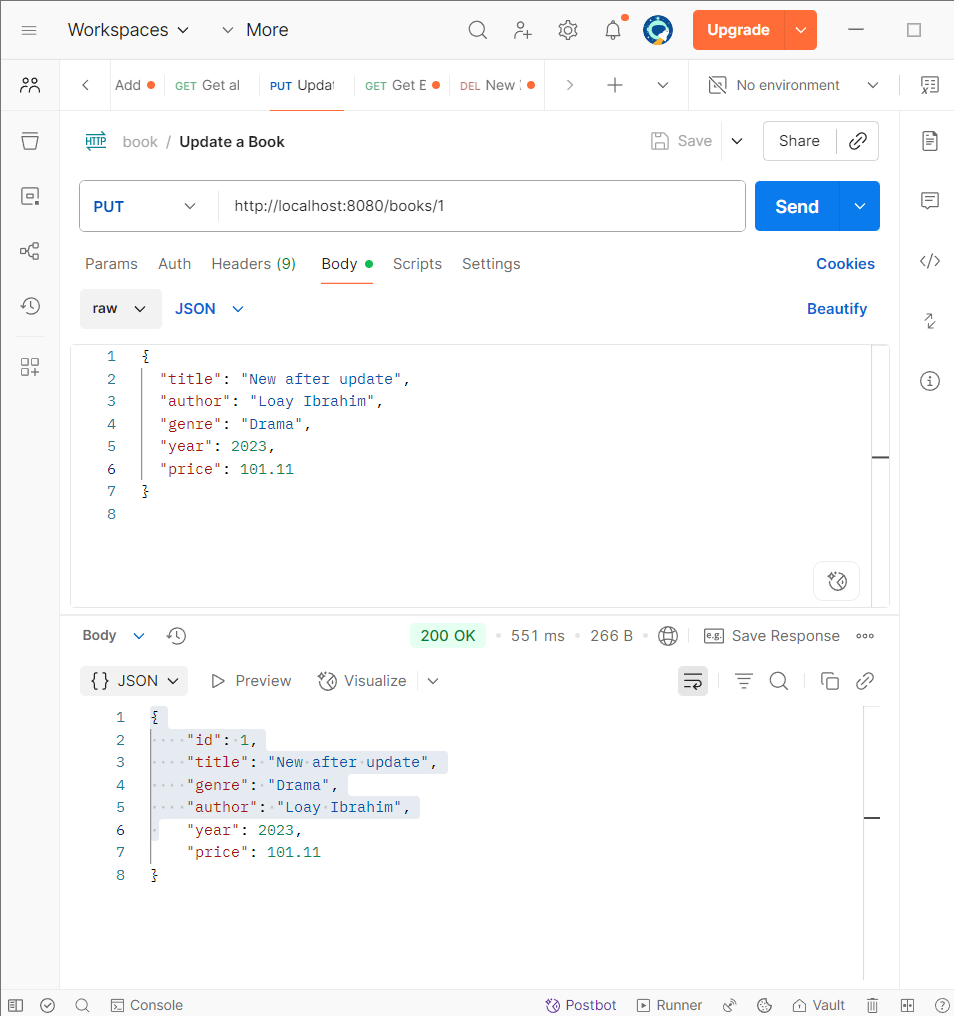 Workspaces More Upgrade
Add GET Get al PUT Updat GET Get E DEL New No environment
HTTP book / Update a Book Save Share
PUT http://localhost:8080/books/1 Send
Params Auth Headers (9) Body Scripts Settings Cookies
raw JSON Beautify
1 {
2 "title": "New after update",
3 "author": "Loay Ibrahim",
4 "genre": "Drama",
5 "year": 2023,
6 "price": 101.11
7 }
8
Body 200 OK 551 ms 266 B e.g. Save Response
{} JSON Preview Visualize
1 {
2 "id": 1,
3 "title": "New after update",
4 "genre": "Drama",
5 "author": "Loay Ibrahim",
6 "year": 2023,
7 "price": 101.11
8 }
Console Postbot Runner Vault